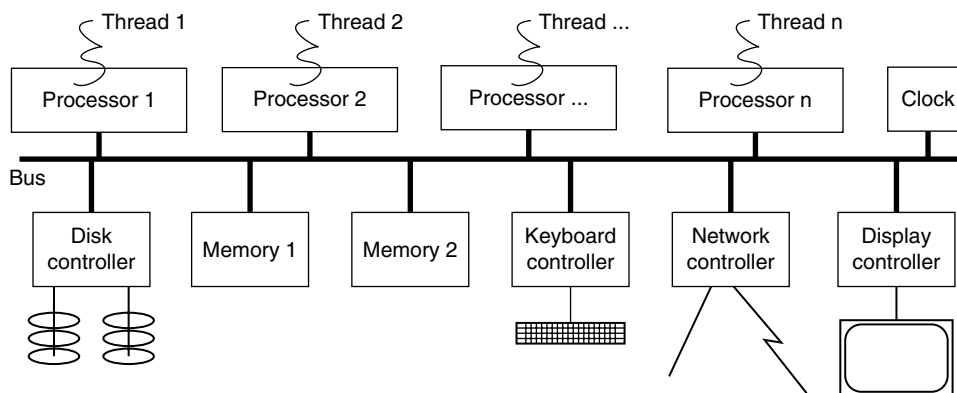 Thread 1
Thread 2
Thread ...
Thread n
Processor 1
Processor 2
Processor ...
Processor n
Clock
Bus
Disk
controller
Memory 1
Memory 2
Keyboard
controller
Network
controller
Display
controller